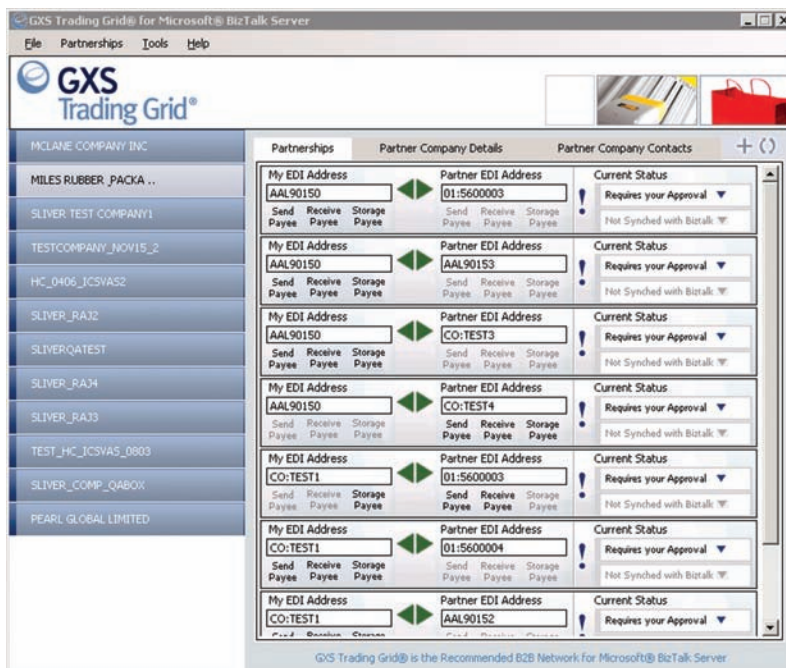 GXS Trading Grid® for Microsoft® BizTalk Server
File Partnerships Tools Help
GXS
Trading Grid®
MCLANE COMPANY INC
MILES RUBBER _PACKA ..
SLIVER TEST COMPANY1
TESTCOMPANY_NOV15_2
HC_0406_ICSVAS2
SLIVER_RAJ2
SLIVERQATEST
SLIVER_RAJ4
SLIVER_RAJ3
TEST_HC_ICSVAS_0803
SLIVER_COMP_QABOX
PEARL GLOBAL LIMITED
Partnerships Partner Company Details Partner Company Contacts
My EDI Address Partner EDI Address Current Status
AAL90150 01:5600003 Requires your Approval
Send Receive Storage Send Receive Storage
Payee Payee Payee Payee Payee Payee Not Synched with Biztalk
My EDI Address Partner EDI Address Current Status
AAL90150 AAL90153 Requires your Approval
Send Receive Storage Send Receive Storage
Payee Payee Payee Payee Payee Payee Not Synched with Biztalk
My EDI Address Partner EDI Address Current Status
AAL90150 CO:TEST3 Requires your Approval
Send Receive Storage Send Receive Storage
Payee Payee Payee Payee Payee Payee Not Synched with Biztalk
My EDI Address Partner EDI Address Current Status
AAL90150 CO:TEST4 Requires your Approval
Send Receive Storage Send Receive Storage
Payee Payee Payee Payee Payee Payee Not Synched with Biztalk
My EDI Address Partner EDI Address Current Status
CO:TEST1 01:5600003 Requires your Approval
Send Receive Storage Send Receive Storage
Payee Payee Payee Payee Payee Payee Not Synched with Biztalk
My EDI Address Partner EDI Address Current Status
CO:TEST1 01:5600004 Requires your Approval
Send Receive Storage Send Receive Storage
Payee Payee Payee Payee Payee Payee Not Synched with Biztalk
My EDI Address Partner EDI Address Current Status
CO:TEST1 AAL90152 Requires your Approval
Send Receive Storage Send Receive Storage
GXS Trading Grid® is the Recommended B2B Network for Microsoft® BizTalk Server